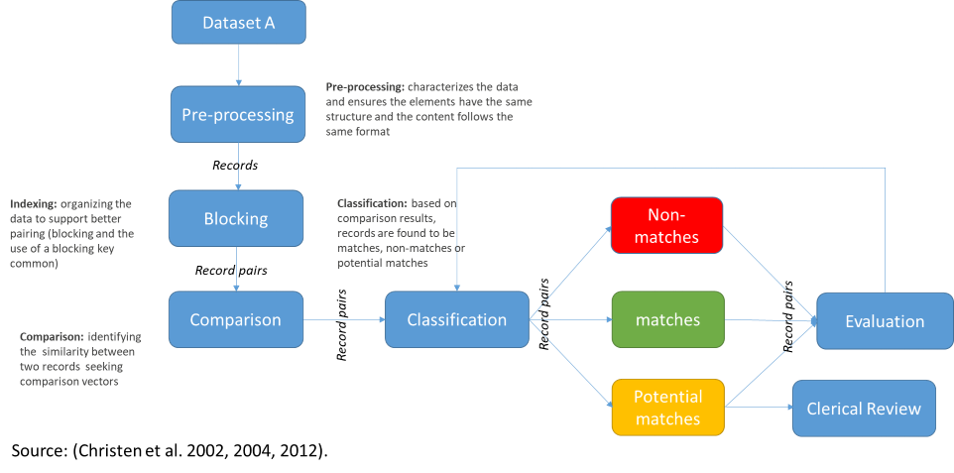 Dataset A
Pre-processing
Pre-processing: characterizes the data
and ensures the elements have the same
structure and the content follows the
same format
Records
Indexing: organizing the
data to support better
pairing (blocking and the
use of a blocking key
common)
Blocking
Classification: based on
comparison results,
records are found to be
matches, non-matches or
potential matches
Non-
matches
Record pairs
Comparison
Record pairs
Classification
Record pairs
matches
Record pairs
Evaluation
Comparison: identifying
the similarity between
two records seeking
comparison vectors
Potential
matches
Clerical Review
Source: (Christen et al. 2002, 2004, 2012).